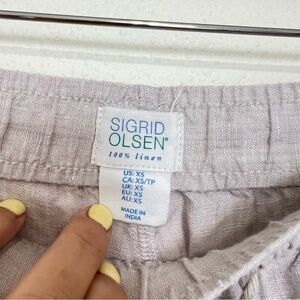 SIGRID
OLSEN®
100% linen
US: XS
CA: XS/TP
UK: XS
EU: XS
AU: XS
MADE IN
INDIA